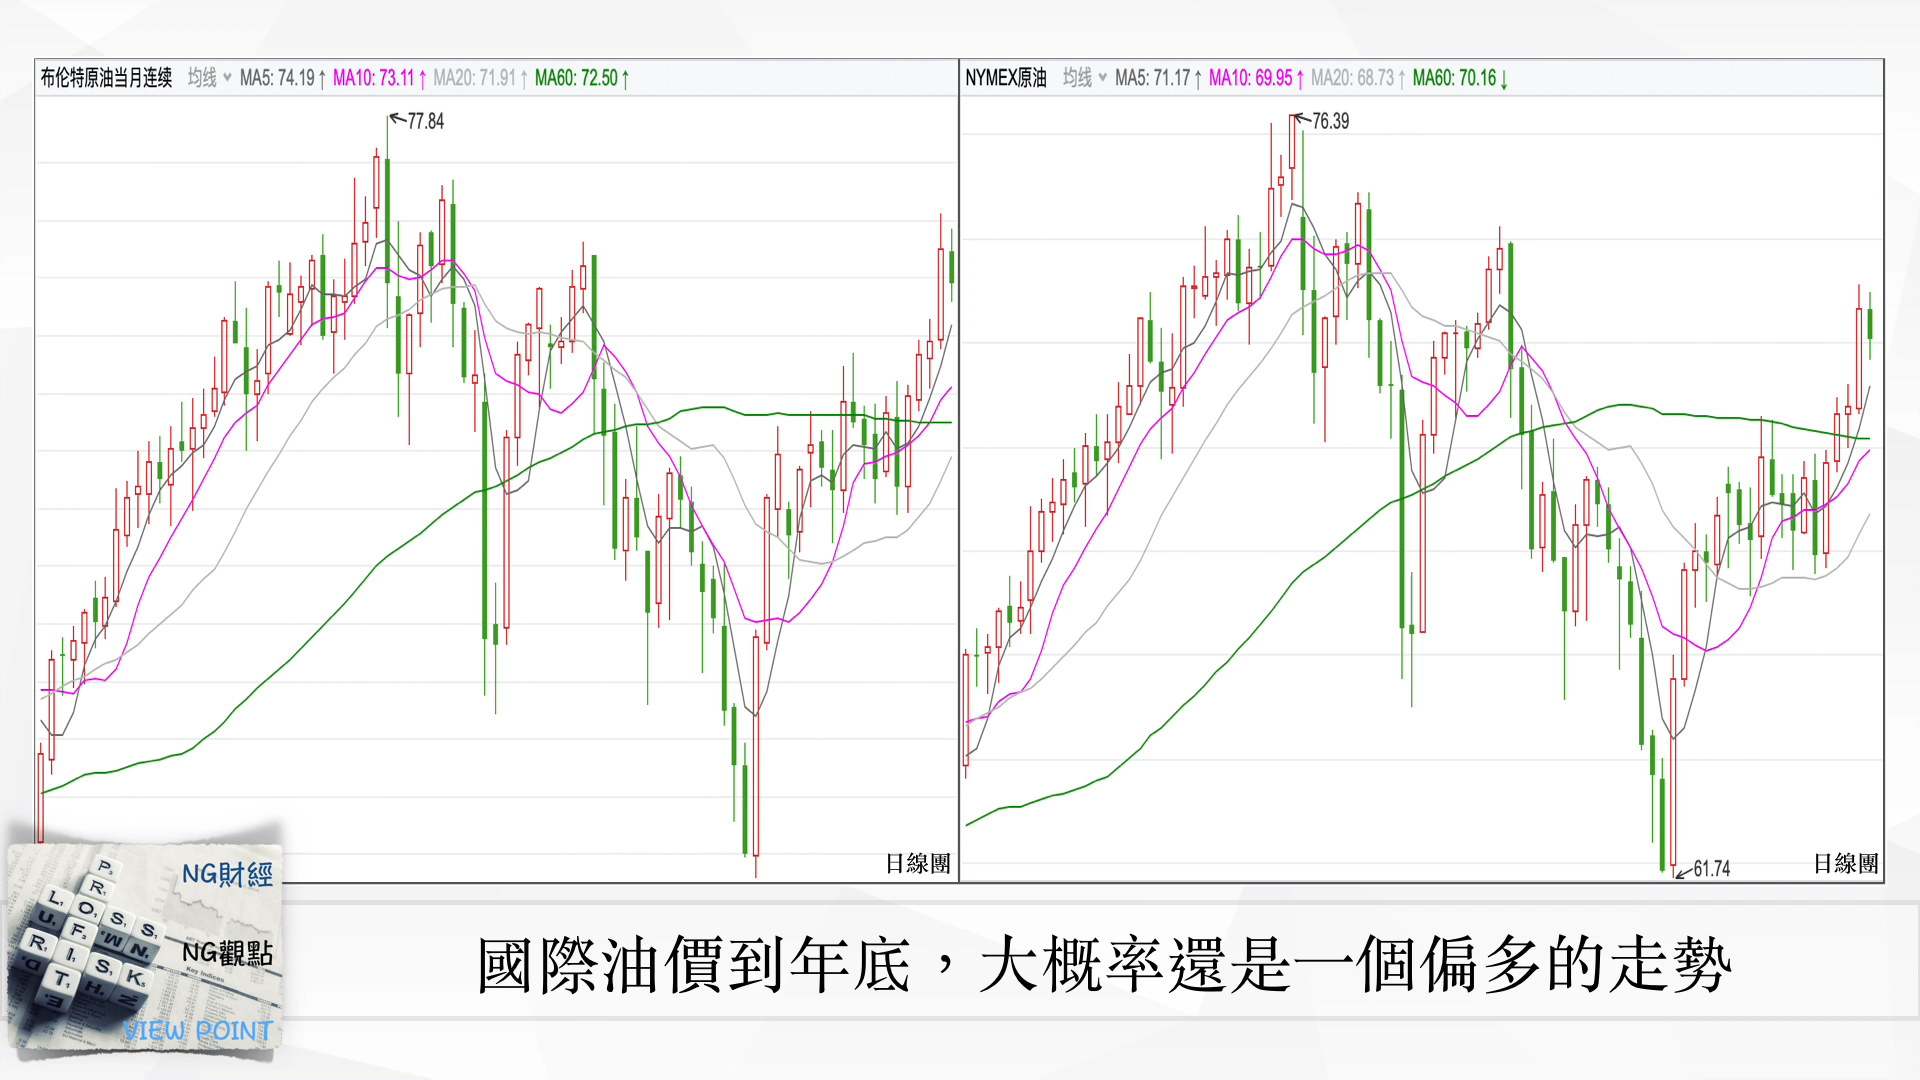 布伦特原油当月连续 均线 MA5: 74.19↑ MA10: 73.11↑ MA20: 71.91↑ MA60: 72.50↑
NYMEX原油 均线 MA5: 71.17↑ MA10: 69.95↑ MA20: 68.73↑ MA60: 70.16↓
77.84
76.39
61.74
日線圖
日線圖
NG財經
NG觀點
VIEW POINT
P R O F I T
L O S S
R I S K
Key Indices
國際油價到年底，大概率還是一個偏多的走勢